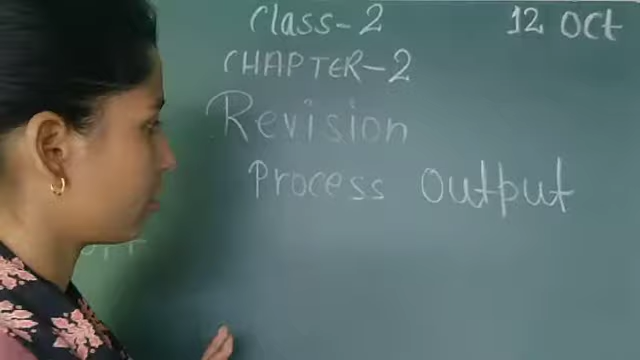 Class-2 12 Oct
CHAPTER-2
Revision
Process Output